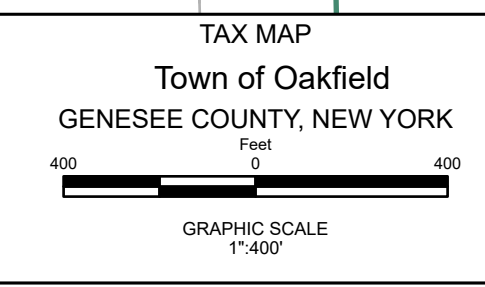 TAX MAP
Town of Oakfield
GENESEE COUNTY, NEW YORK
Feet
400 0 400
GRAPHIC SCALE
1":400'